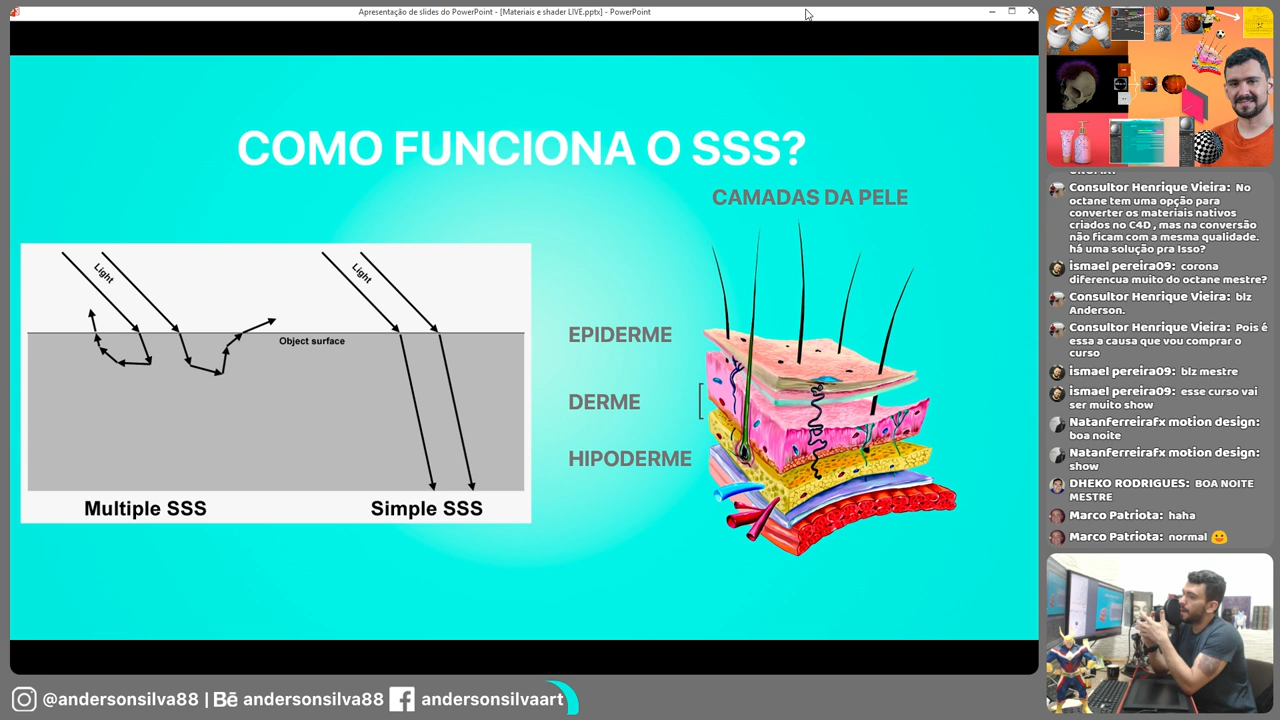 Apresentação de slides do PowerPoint - [Materiais e shader LIVE.pptx] - PowerPoint
COMO FUNCIONA O SSS?
CAMADAS DA PELE
Light
Light
Object surface
Multiple SSS
Simple SSS
EPIDERME
DERME
HIPODERME
Consultor Henrique Vieira: No
octane tem uma opção para
converter os materiais nativos
criados no C4D , mas na conversão
não ficam com a mesma qualidade.
há uma solução pra Isso?
ismael pereira09: corona
diferencua muito do octane mestre?
Consultor Henrique Vieira: blz
Anderson.
Consultor Henrique Vieira: Pois é
essa a causa que vou comprar o
curso
ismael pereira09: blz mestre
ismael pereira09: esse curso vai
ser muito show
Natanferreirafx motion design:
boa noite
Natanferreirafx motion design:
show
DHEKO RODRIGUES: BOA NOITE
MESTRE
Marco Patriota: haha
Marco Patriota: normal 😃
@andersonsilva88 | Bē andersonsilva88 andersonsilvaart